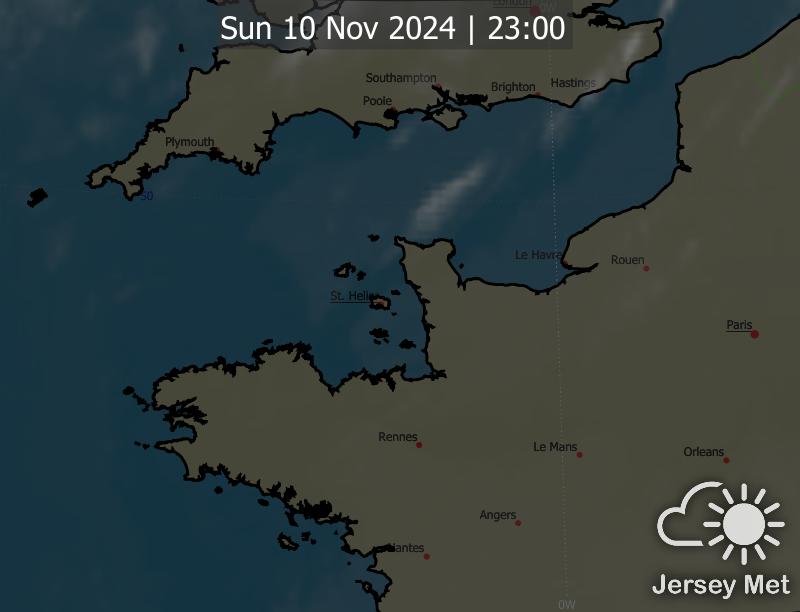 London
0W
Sun 10 Nov 2024 | 23:00
Southampton
Brighton
Hastings
Poole
Plymouth
50
Le Havre
Rouen
St. Helier
Paris
Rennes
Le Mans
Orleans
Angers
Nantes
Jersey Met
0W